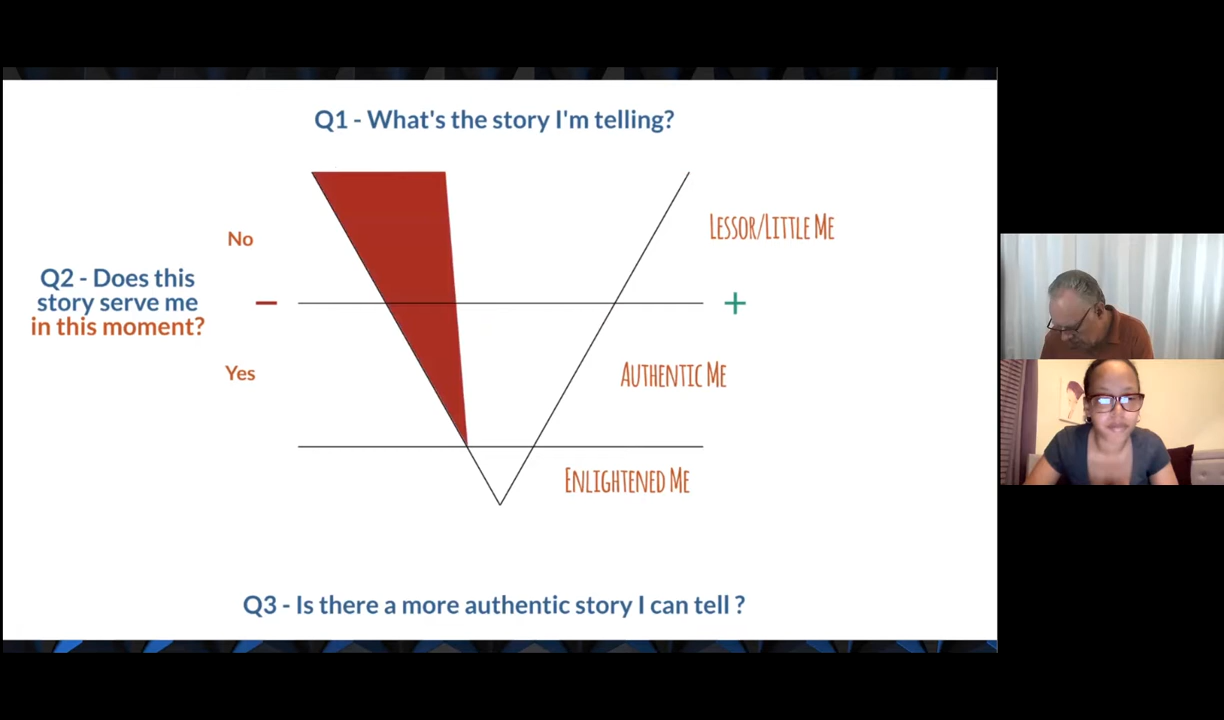 Q1 - What's the story I'm telling?
No
Lessor/Little Me
Q2 - Does this
story serve me
in this moment?
−
+
Yes
Authentic Me
Enlightened Me
Q3 - Is there a more authentic story I can tell ?